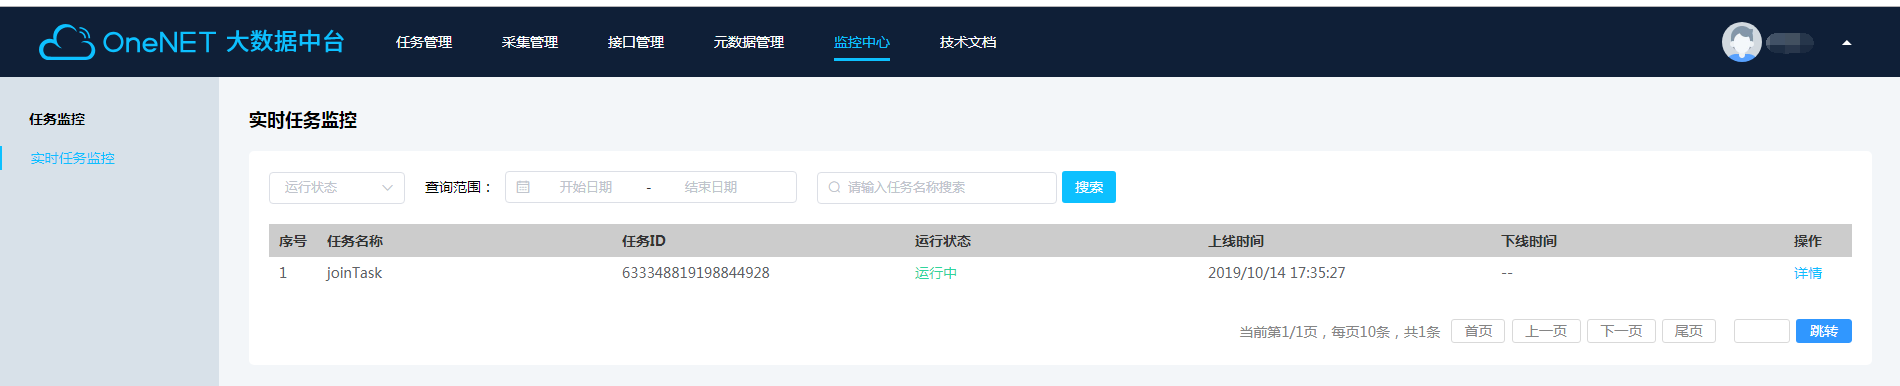 OneNET 大数据中台 任务管理 采集管理 接口管理 元数据管理 监控中心 技术文档
任务监控
实时任务监控
实时任务监控
运行状态 查询范围： 开始日期 - 结束日期 请输入任务名称搜索 搜索
序号 任务名称 任务ID 运行状态 上线时间 下线时间 操作
1 joinTask 633348819198844928 运行中 2019/10/14 17:35:27 -- 详情
当前第1/1页，每页10条，共1条 首页 上一页 下一页 尾页 跳转